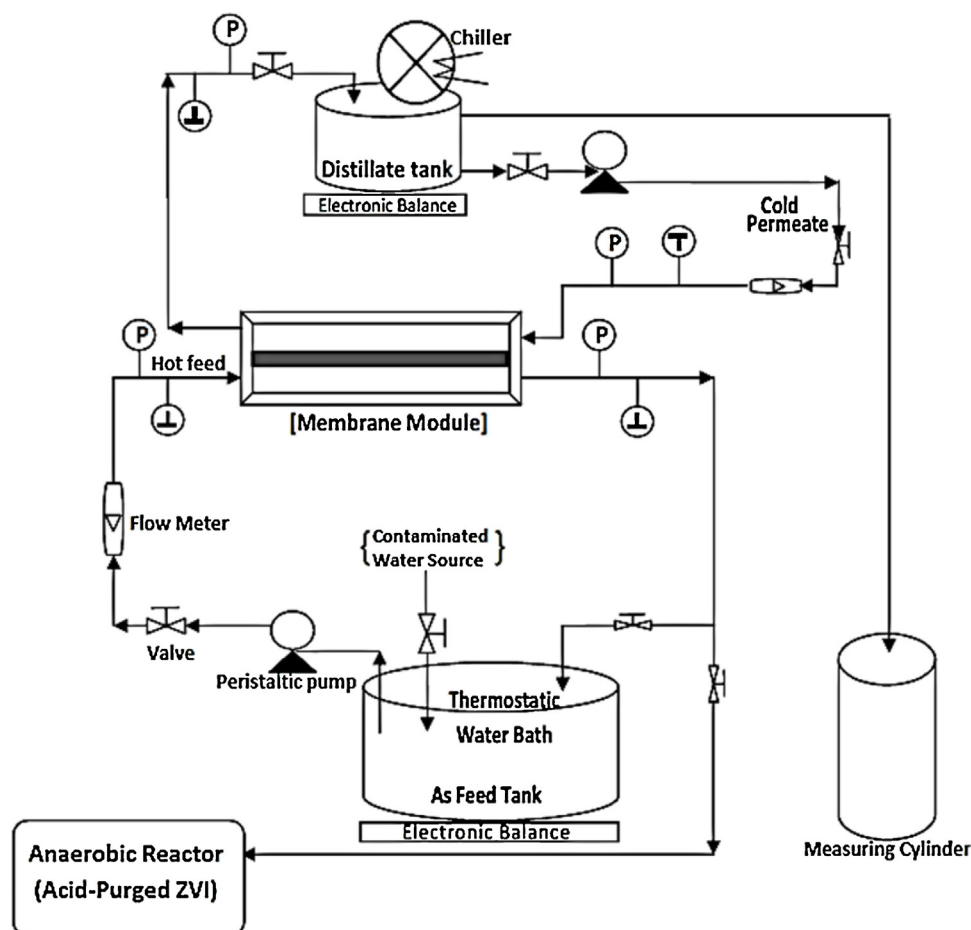 P
Chiller
T
Distillate tank
Electronic Balance
Cold
Permeate
P
T
P
Hot feed
P
T
T
[Membrane Module]
Flow Meter
{Contaminated
Water Source}
Valve
Peristaltic pump
Thermostatic
Water Bath
As Feed Tank
Electronic Balance
Measuring Cylinder
Anaerobic Reactor
(Acid-Purged ZVI)